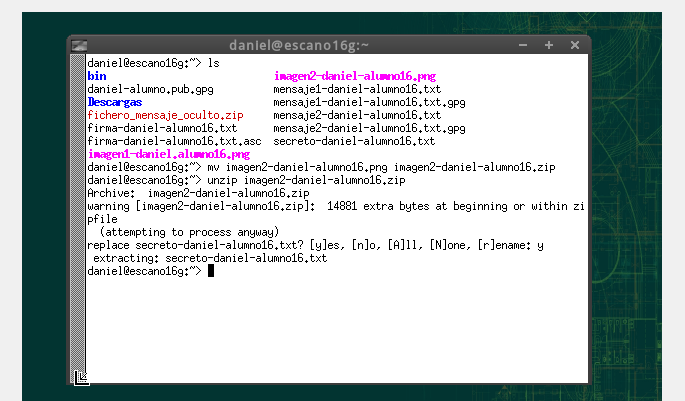 daniel@escano16g:~
daniel@escano16g:~> ls
bin                          imagen2-daniel-alumno16.png
daniel-alumno.pub.gpg        mensaje1-daniel-alumno16.txt
Descargas                    mensaje1-daniel-alumno16.txt.gpg
fichero_mensaje_oculto.zip   mensaje2-daniel-alumno16.txt
firma-daniel-alumno16.txt    mensaje2-daniel-alumno16.txt.gpg
firma-daniel-alumno16.txt.asc  secreto-daniel-alumno16.txt
imagen1-daniel.alumno16.png
daniel@escano16g:~> mv imagen2-daniel-alumno16.png imagen2-daniel-alumno16.zip
daniel@escano16g:~> unzip imagen2-daniel-alumno16.zip
Archive:  imagen2-daniel-alumno16.zip
warning [imagen2-daniel-alumno16.zip]:  14881 extra bytes at beginning or within zi
pfile
  (attempting to process anyway)
replace secreto-daniel-alumno16.txt? [y]es, [n]o, [A]ll, [N]one, [r]ename: y
 extracting: secreto-daniel-alumno16.txt
daniel@escano16g:~>